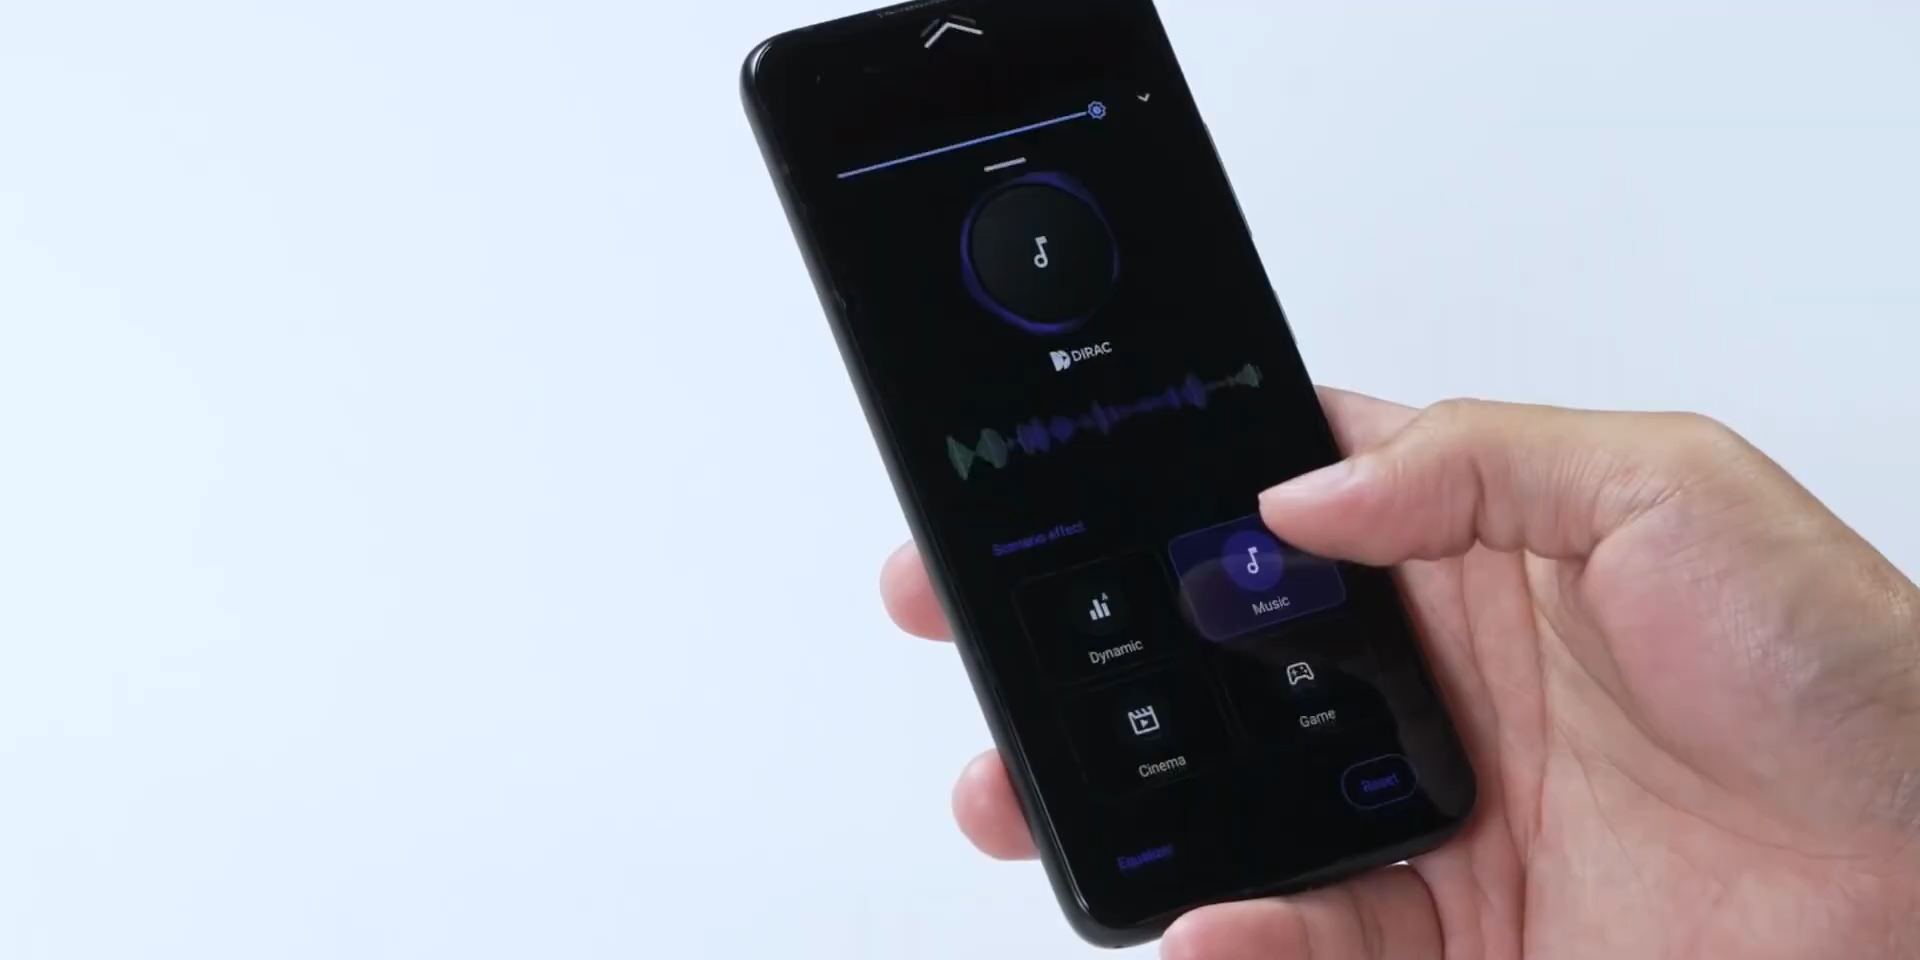 DIRAC
Scenario effect
Dynamic
Music
Cinema
Game
Reset
Equalizer